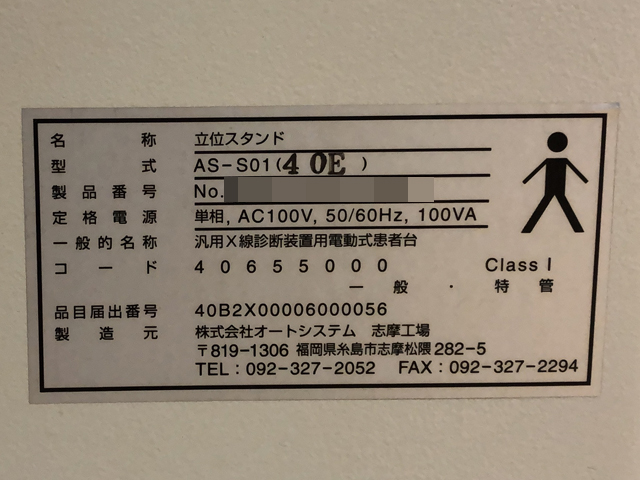 名 称 立位スタンド
型 式 AS-S01(40E )
製品番号 No.
定格電源 単相, AC100V, 50/60Hz, 100VA
一般的名称 汎用X線診断装置用電動式患者台
コード 40655000 Class I
一般・特管
品目届出番号 40B2X00006000056
製造元 株式会社オートシステム 志摩工場
〒819-1306 福岡県糸島市志摩松隈282-5
TEL:092-327-2052 FAX:092-327-2294